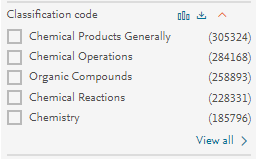 Classification code
Chemical Products Generally (305324)
Chemical Operations (284168)
Organic Compounds (258893)
Chemical Reactions (228331)
Chemistry (185796)
View all